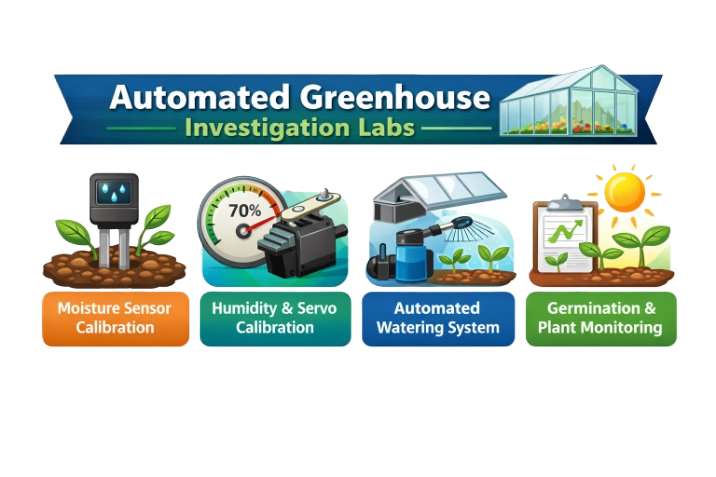 Automated Greenhouse
Investigation Labs
70%
Moisture Sensor
Calibration
Humidity & Servo
Calibration
Automated
Watering System
Germination &
Plant Monitoring